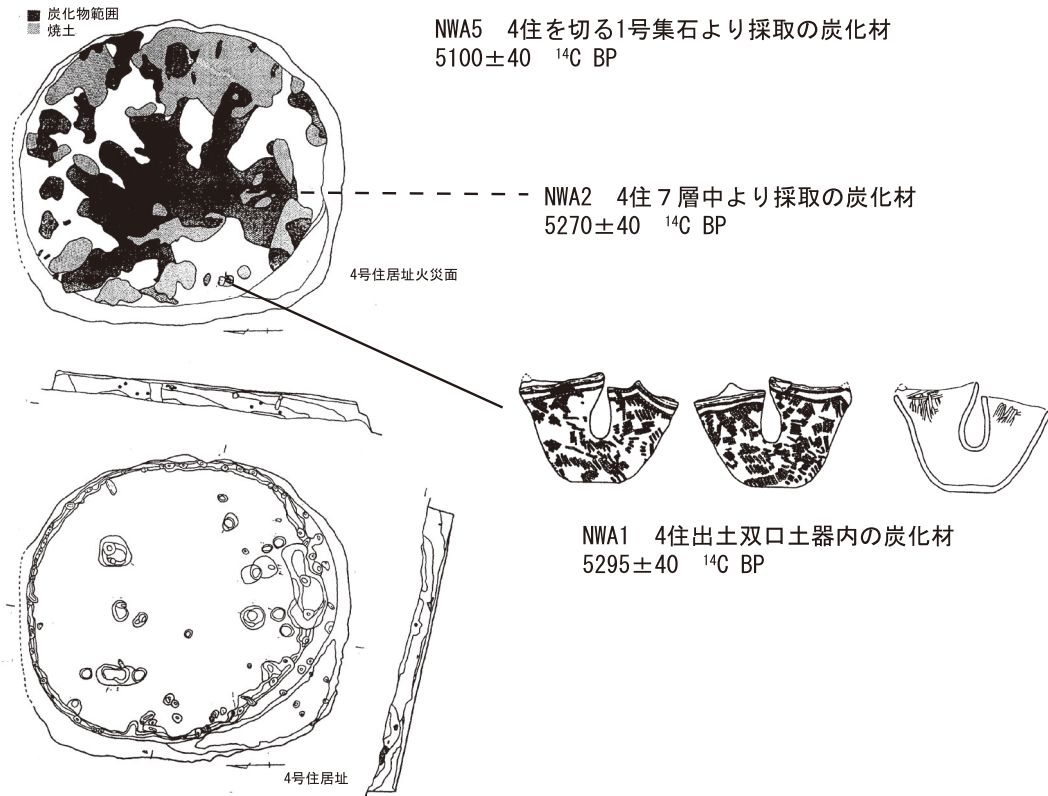 炭化物範囲
焼土
NWA5 4住を切る1号集石より採取の炭化材
5100±40 ¹⁴C BP
NWA2 4住7層中より採取の炭化材
5270±40 ¹⁴C BP
4号住居址火災面
NWA1 4住出土双口土器内の炭化材
5295±40 ¹⁴C BP
4号住居址